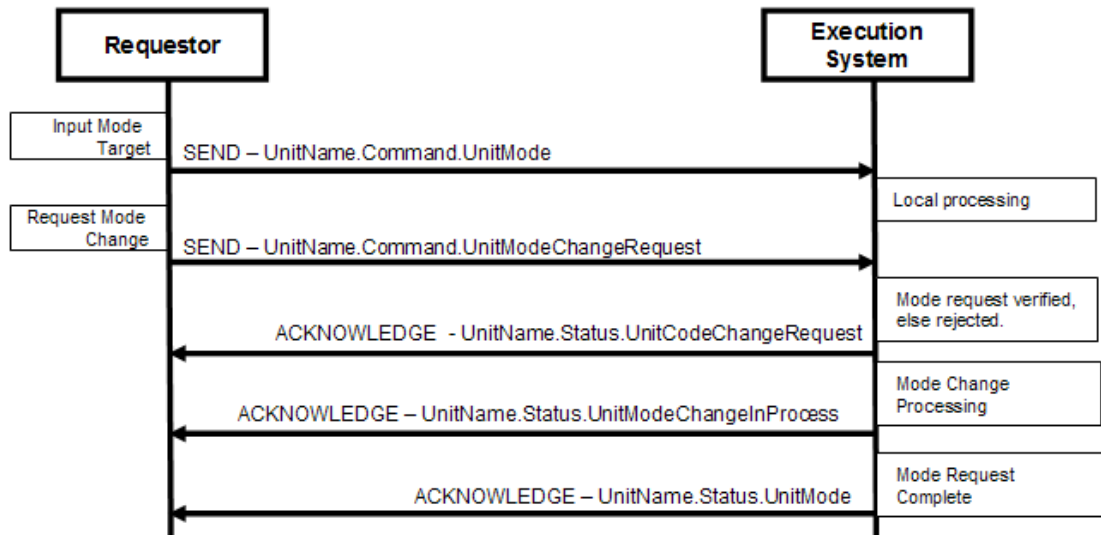 Requestor
Execution
System
Input Mode
Target
SEND – UnitName.Command.UnitMode
Local processing
Request Mode
Change
SEND – UnitName.Command.UnitModeChangeRequest
Mode request verified,
else rejected.
ACKNOWLEDGE - UnitName.Status.UnitCodeChangeRequest
Mode Change
Processing
ACKNOWLEDGE – UnitName.Status.UnitModeChangeInProcess
Mode Request
Complete
ACKNOWLEDGE – UnitName.Status.UnitMode